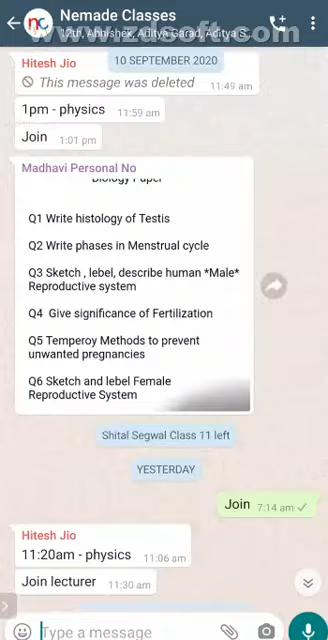 Nemade Classes
www.zdsoft.com
12th, Abhishek, Aditya Garad, Aditya S...
10 SEPTEMBER 2020
Hitesh Jio
This message was deleted 11:49 am
1pm - physics 11:59 am
Join 1:01 pm
Madhavi Personal No
Biology Paper
Q1 Write histology of Testis
Q2 Write phases in Menstrual cycle
Q3 Sketch , lebel, describe human *Male*
Reproductive system
Q4 Give significance of Fertilization
Q5 Temperoy Methods to prevent
unwanted pregnancies
Q6 Sketch and lebel Female
Reproductive System
Shital Segwal Class 11 left
YESTERDAY
Join 7:14 am
Hitesh Jio
11:20am - physics 11:06 am
Join lecturer 11:30 am
Type a message